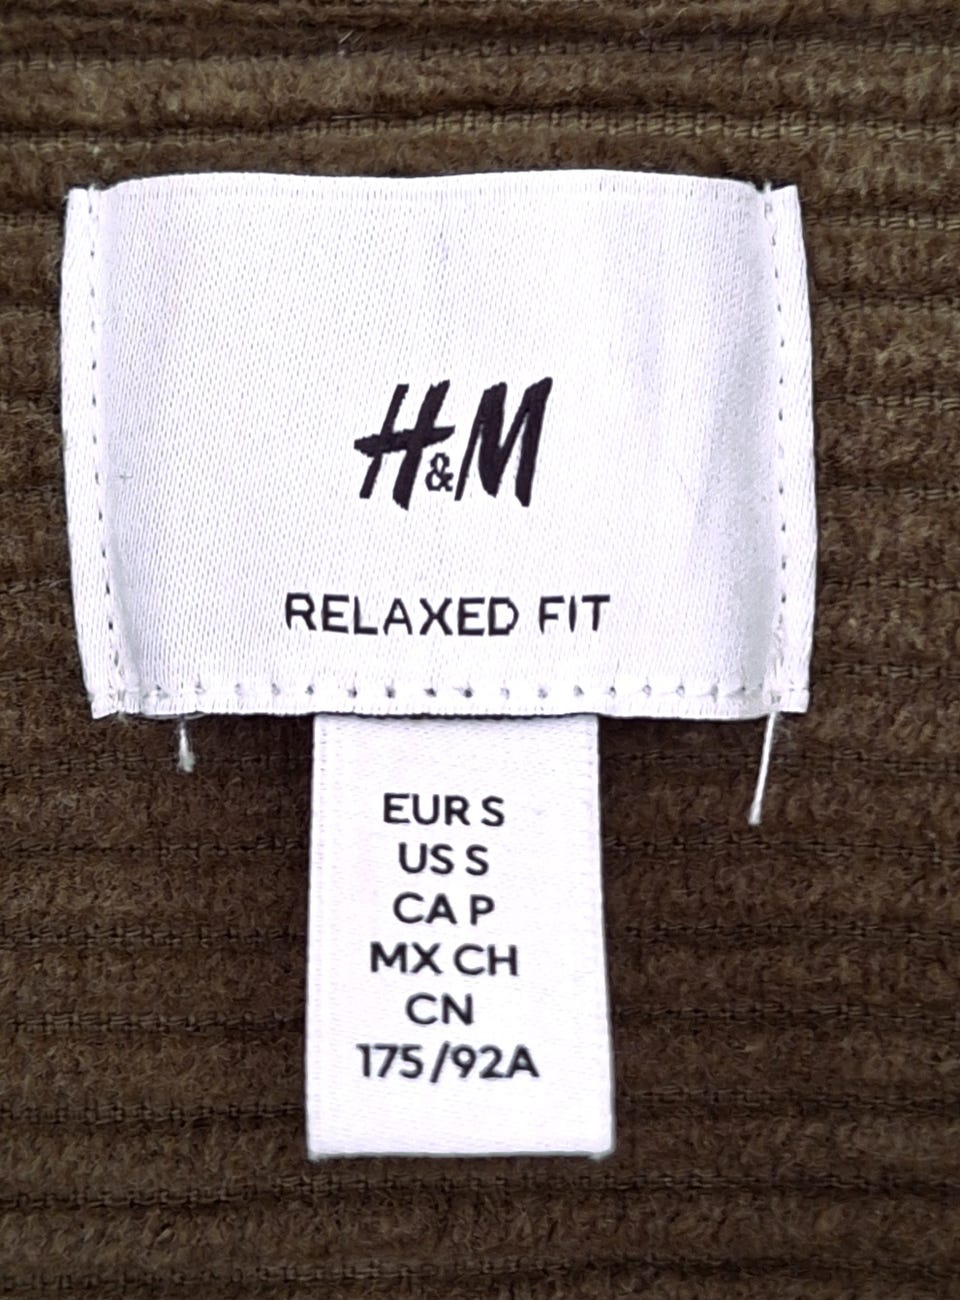 H&M
RELAXED FIT
EUR S
US S
CA P
MX CH
CN
175/92A